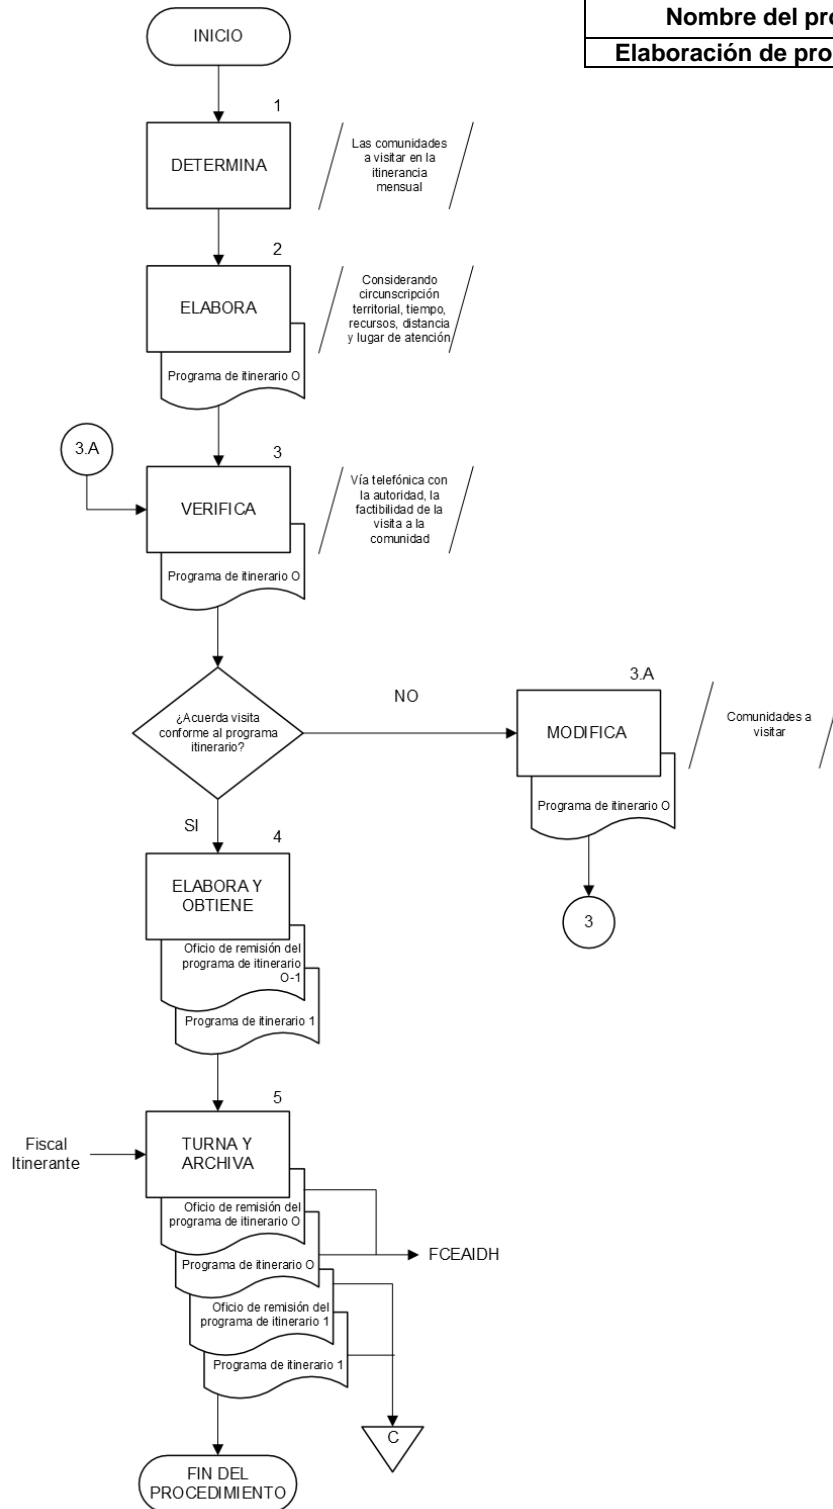 Nombre del pro
Elaboración de pro
INICIO
1
DETERMINA
Las comunidades
a visitar en la
itinerancia
mensual
2
ELABORA
Considerando
circunscripción
territorial, tiempo,
recursos, distancia
y lugar de atención
Programa de itinerario O
3.A
3
VERIFICA
Vía telefónica con
la autoridad, la
factibilidad de la
visita a la
comunidad
Programa de itinerario O
¿Acuerda visita
conforme al programa
itinerario?
NO
3.A
MODIFICA
Comunidades a
visitar
Programa de itinerario O
3
SI
4
ELABORA Y
OBTIENE
Oficio de remisión del
programa de itinerario
O-1
Programa de itinerario 1
5
Fiscal
Itinerante
TURNA Y
ARCHIVA
Oficio de remisión del
programa de itinerario O
Programa de itinerario O
FCEAIDH
Oficio de remisión del
programa de itinerario 1
Programa de itinerario 1
C
FIN DEL
PROCEDIMIENTO